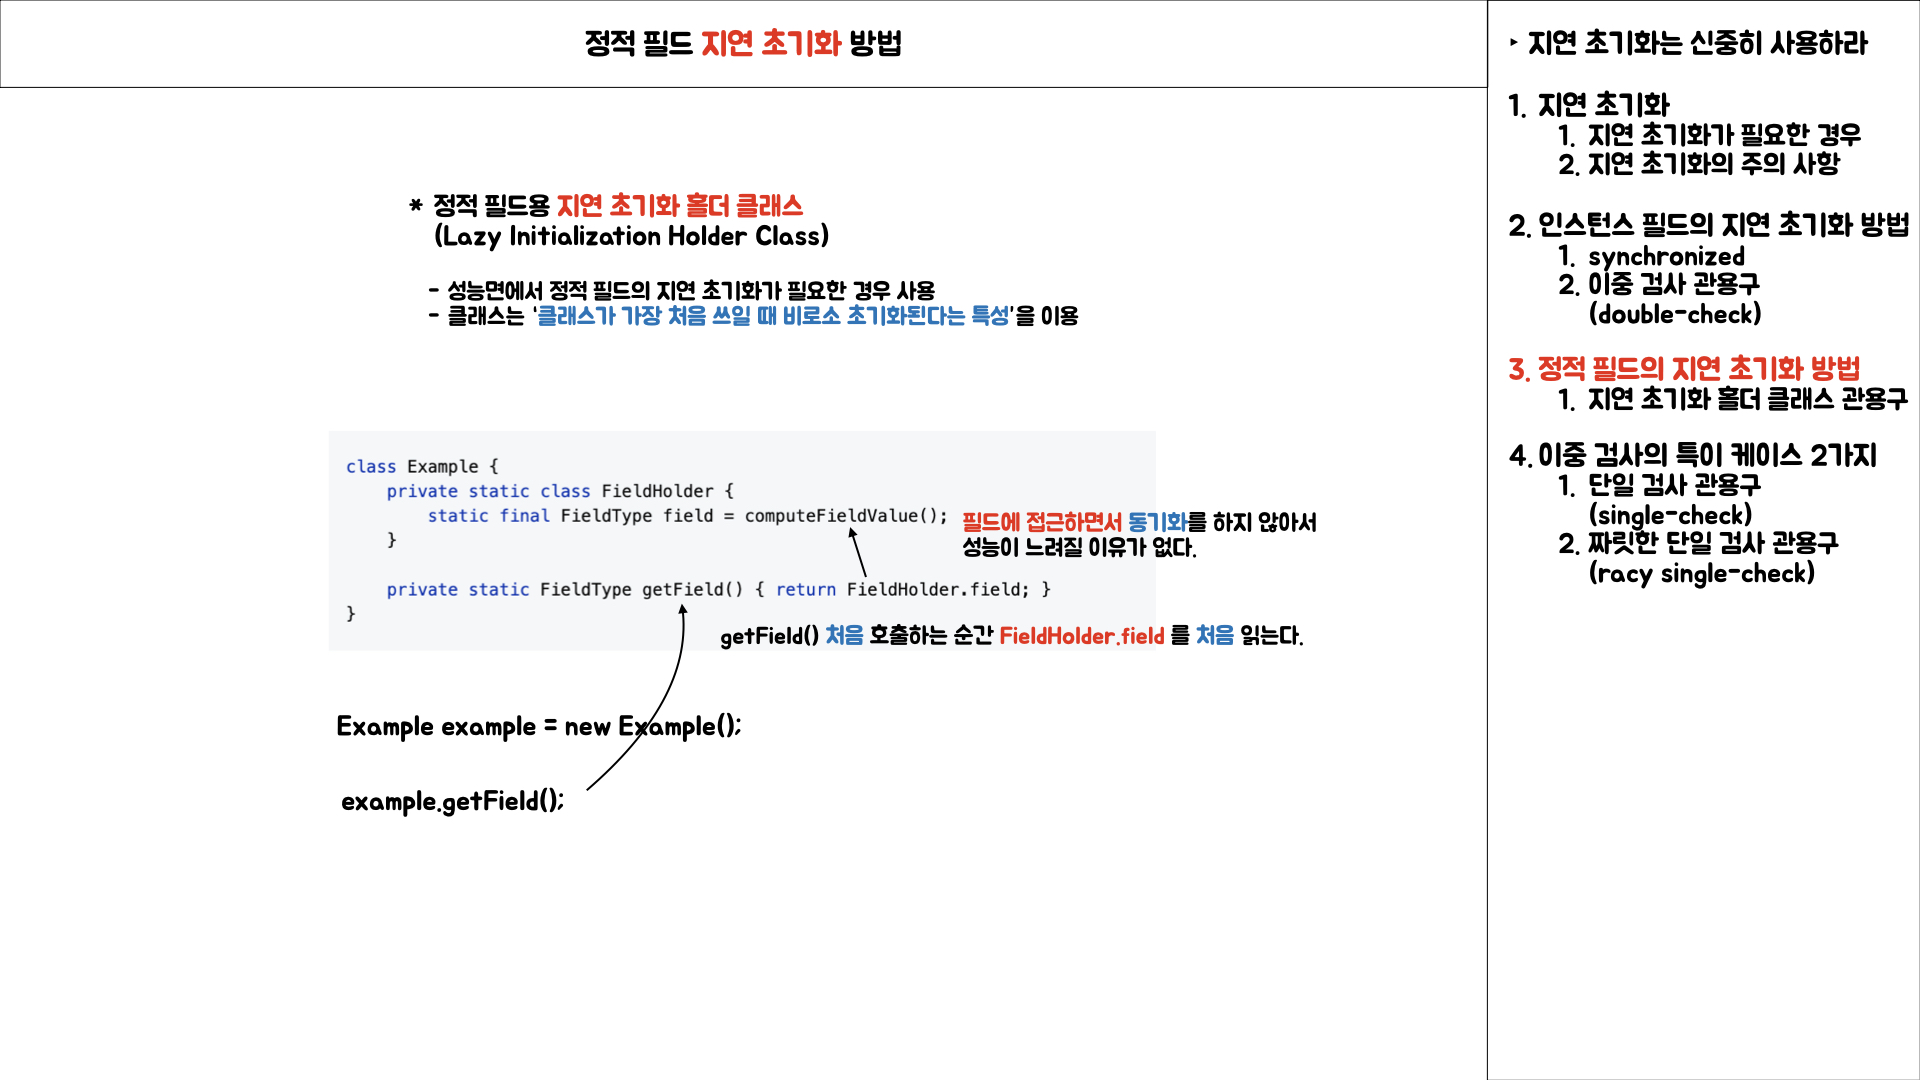 정적 필드 지연 초기화 방법
* 정적 필드용 지연 초기화 홀더 클래스
(Lazy Initialization Holder Class)
- 성능면에서 정적 필드의 지연 초기화가 필요한 경우 사용
- 클래스는 '클래스가 가장 처음 쓰일 때 비로소 초기화된다는 특성'을 이용
class Example {
private static class FieldHolder {
static final FieldType field = computeFieldValue();
}
필드에 접근하면서 동기화를 하지 않아서
성능이 느려질 이유가 없다.
private static FieldType getField() { return FieldHolder.field; }
}
getField() 처음 호출하는 순간 FieldHolder.field 를 처음 읽는다.
Example example = new Example();
example.getField();
‣ 지연 초기화는 신중히 사용하라
1. 지연 초기화
1. 지연 초기화가 필요한 경우
2. 지연 초기화의 주의 사항
2. 인스턴스 필드의 지연 초기화 방법
1. synchronized
2. 이중 검사 관용구
(double-check)
3. 정적 필드의 지연 초기화 방법
1. 지연 초기화 홀더 클래스 관용구
4. 이중 검사의 특이 케이스 2가지
1. 단일 검사 관용구
(single-check)
2. 짜릿한 단일 검사 관용구
(racy single-check)